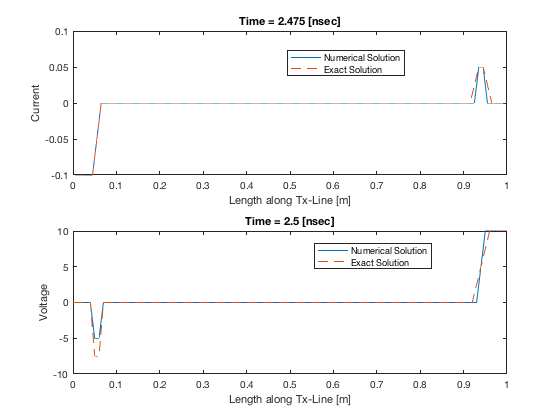 Time = 2.475 [nsec]
0.1
0.05
0
-0.05
-0.1
Current
Numerical Solution
Exact Solution
0 0.1 0.2 0.3 0.4 0.5 0.6 0.7 0.8 0.9 1
Length along Tx-Line [m]
Time = 2.5 [nsec]
10
5
0
-5
-10
Voltage
Numerical Solution
Exact Solution
0 0.1 0.2 0.3 0.4 0.5 0.6 0.7 0.8 0.9 1
Length along Tx-Line [m]